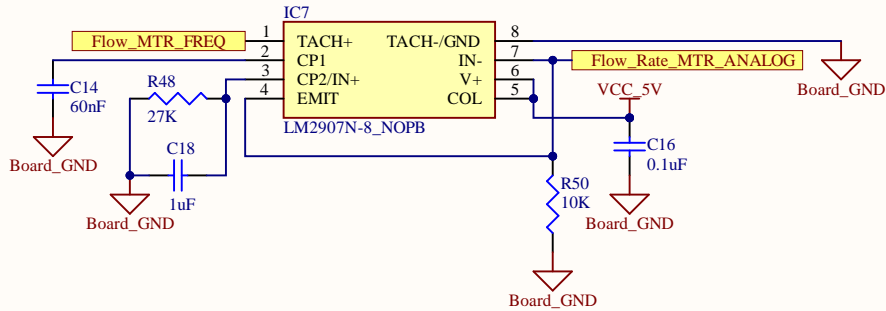 IC7
Flow_MTR_FREQ 1 TACH+ TACH-/GND 8
2 CP1 IN- 7 Flow_Rate_MTR_ANALOG
3 CP2/IN+ V+ 6
4 EMIT COL 5
LM2907N-8_NOPB
C14
60nF
Board_GND
R48
27K
C18
1uF
Board_GND
VCC_5V
C16
0.1uF
Board_GND
Board_GND
R50
10K
Board_GND